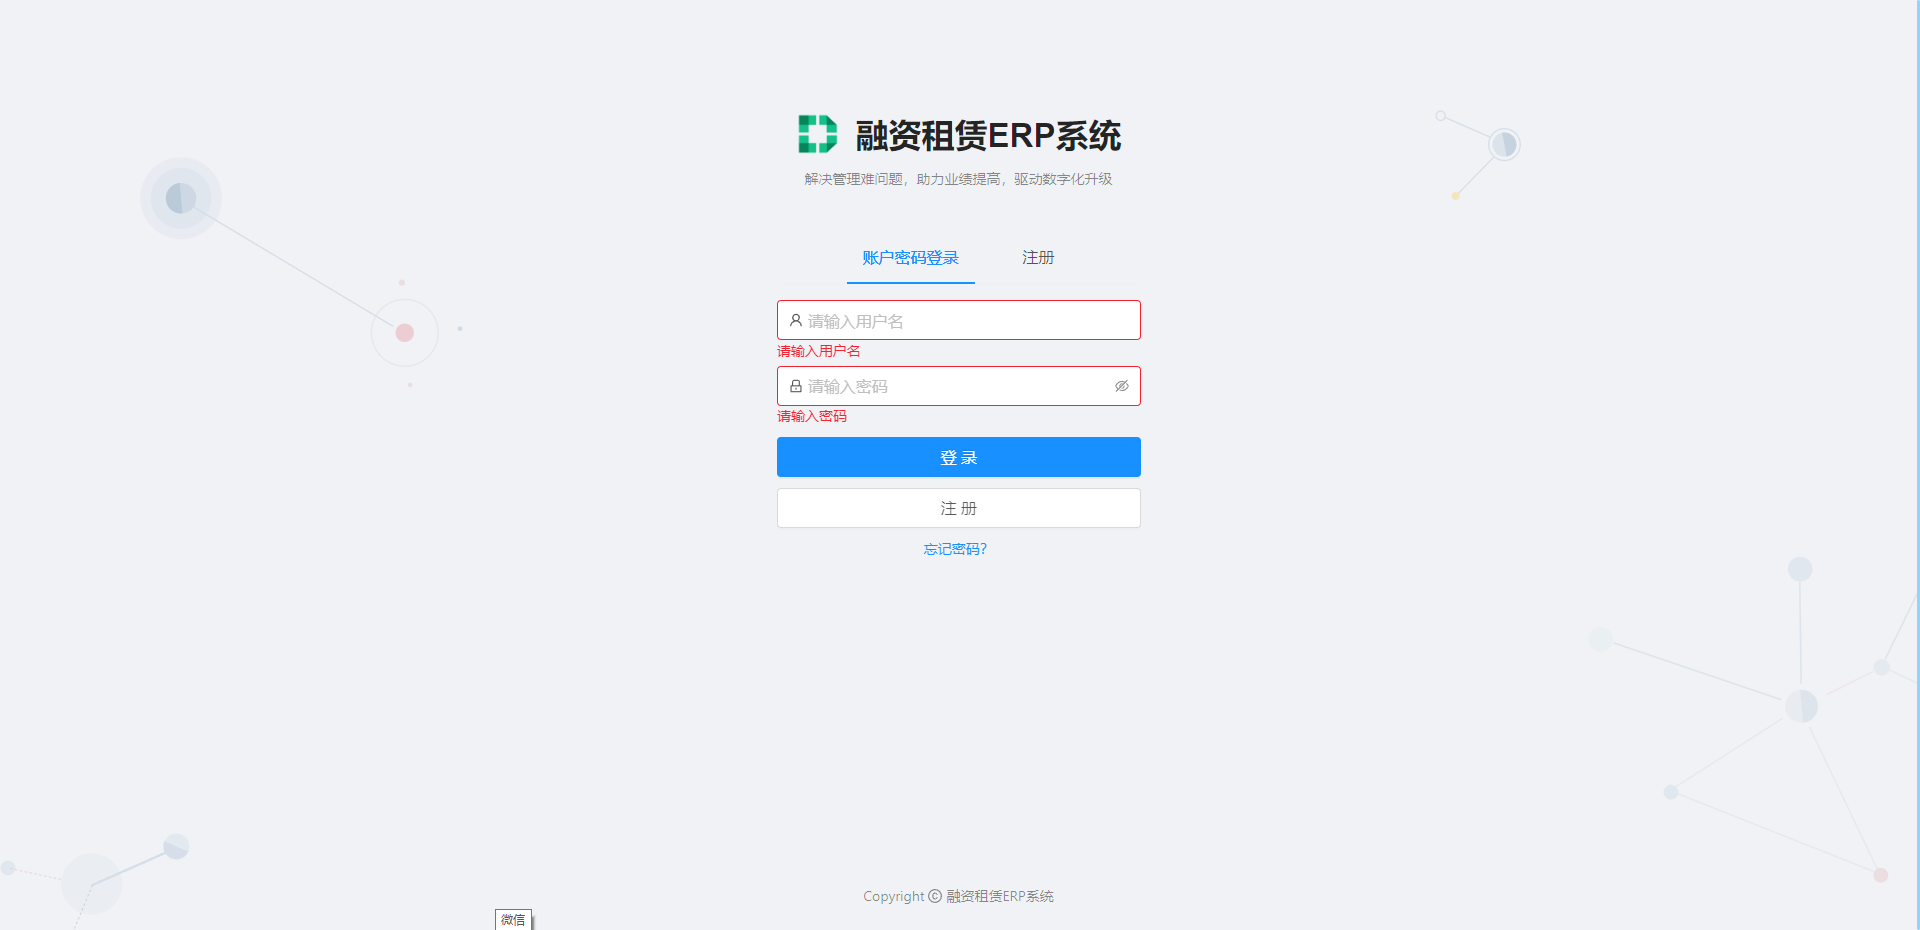 融资租赁ERP系统
解决管理难问题，助力业绩提高，驱动数字化升级
账户密码登录 注册
请输入用户名
请输入用户名
请输入密码
请输入密码
登 录
注 册
忘记密码?
Copyright © 融资租赁ERP系统
微信